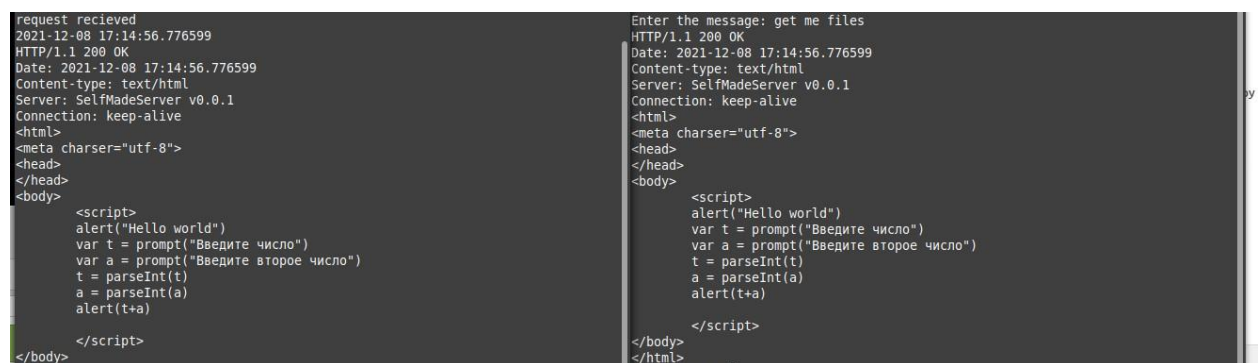 request recieved
2021-12-08 17:14:56.776599
HTTP/1.1 200 OK
Date: 2021-12-08 17:14:56.776599
Content-type: text/html
Server: SelfMadeServer v0.0.1
Connection: keep-alive
<html>
<meta charser="utf-8">
<head>
</head>
<body>
<script>
alert("Hello world")
var t = prompt("Введите число")
var a = prompt("Введите второе число")
t = parseInt(t)
a = parseInt(a)
alert(t+a)
</script>
</body>
Enter the message: get me files
HTTP/1.1 200 OK
Date: 2021-12-08 17:14:56.776599
Content-type: text/html
Server: SelfMadeServer v0.0.1
Connection: keep-alive
<html>
<meta charser="utf-8">
<head>
</head>
<body>
<script>
alert("Hello world")
var t = prompt("Введите число")
var a = prompt("Введите второе число")
t = parseInt(t)
a = parseInt(a)
alert(t+a)
</script>
</body>
</html>